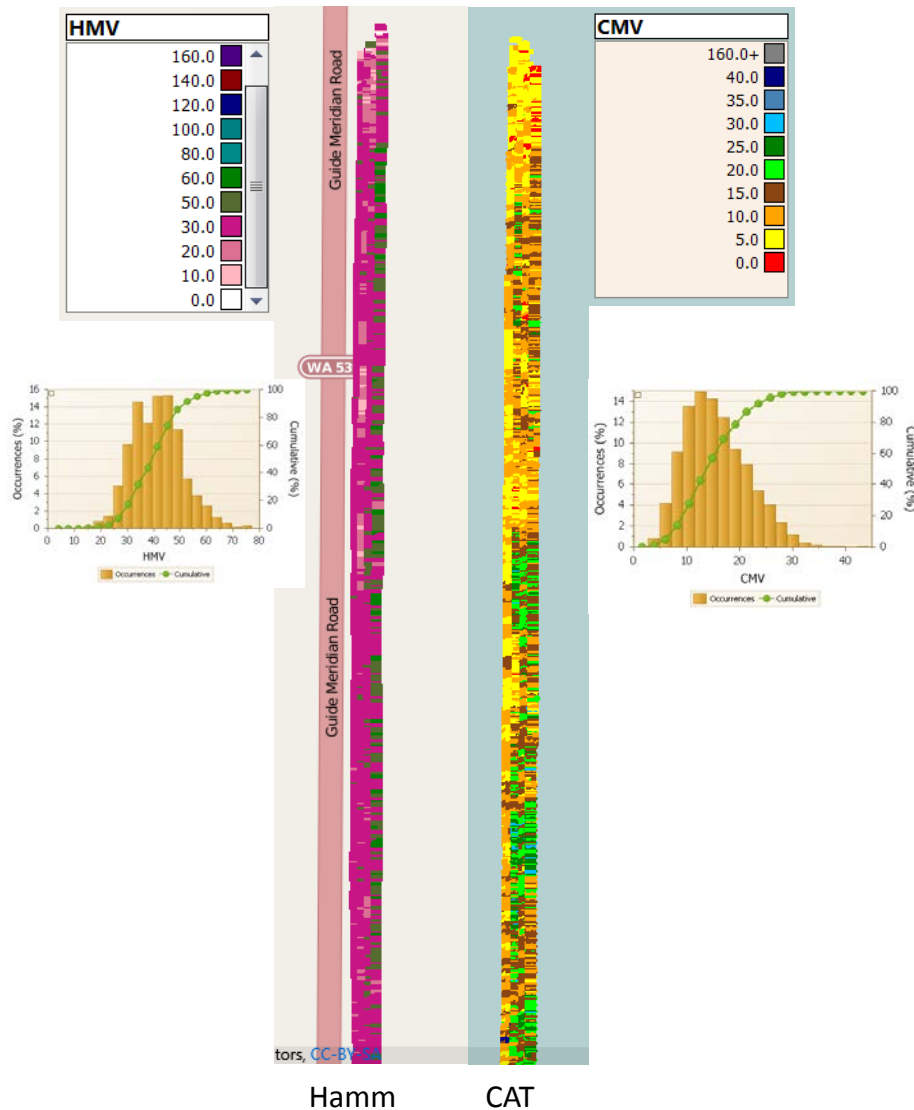 HMV
160.0
140.0
120.0
100.0
80.0
60.0
50.0
30.0
20.0
10.0
0.0
Guide Meridian Road
CMV
160.0+
40.0
35.0
30.0
25.0
20.0
15.0
10.0
5.0
0.0
WA 53
16
14
12
10
8
6
4
2
0
Occurrences (%)
100
80
60
40
20
0
Cumulative (%)
0 10 20 30 40 50 60 70 80
HMV
Occurrences Cumulative
14
12
10
8
6
4
2
0
Occurrences (%)
100
80
60
40
20
0
Cumulative (%)
0 10 20 30 40
CMV
Occurrences Cumulative
Guide Meridian Road
tors, CC-BY-SA
Hamm CAT